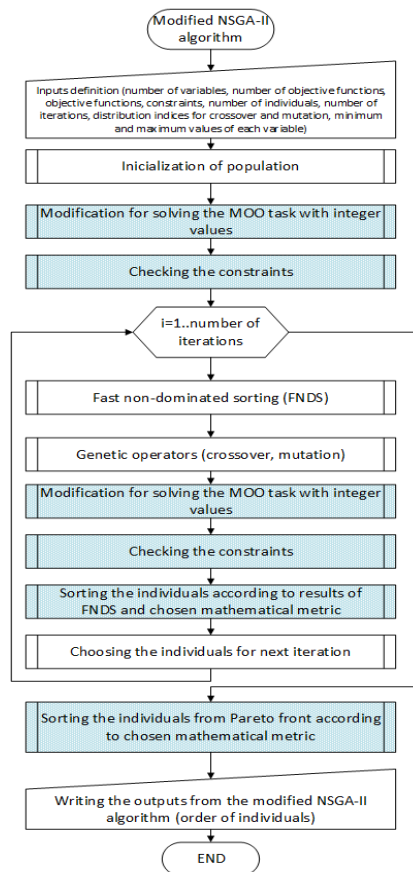 Modified NSGA-II
algorithm
Inputs definition (number of variables, number of objective functions,
objective functions, constraints, number of individuals, number of
iterations, distribution indices for crossover and mutation, minimum
and maximum values of each variable)
Inicialization of population
Modification for solving the MOO task with integer
values
Checking the constraints
i=1..number of
iterations
Fast non-dominated sorting (FNDS)
Genetic operators (crossover, mutation)
Modification for solving the MOO task with integer
values
Checking the constraints
Sorting the individuals according to results of
FNDS and chosen mathematical metric
Choosing the individuals for next iteration
Sorting the individuals from Pareto front according
to chosen mathematical metric
Writing the outputs from the modified NSGA-II
algorithm (order of individuals)
END